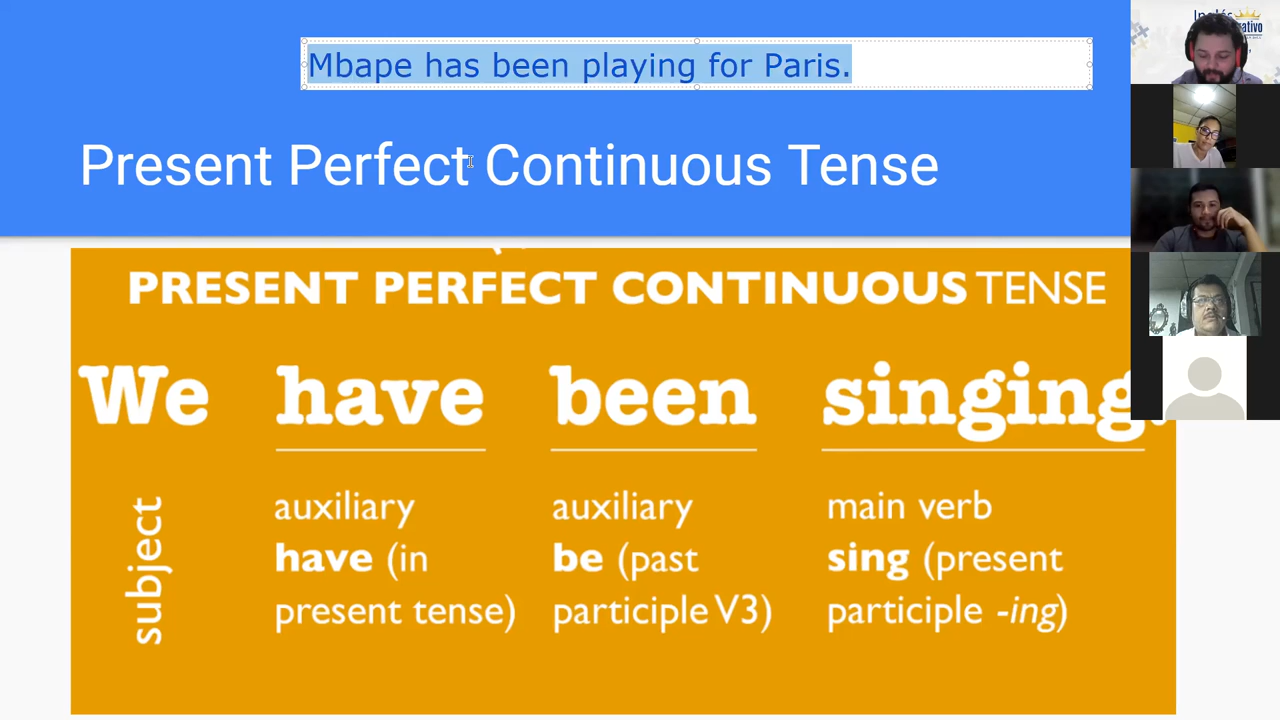 Mbape has been playing for Paris.
Present Perfect Continuous Tense
PRESENT PERFECT CONTINUOUS TENSE
We have been singing.
subject
auxiliary
have (in
present tense)
auxiliary
be (past
participle V3)
main verb
sing (present
participle -ing)